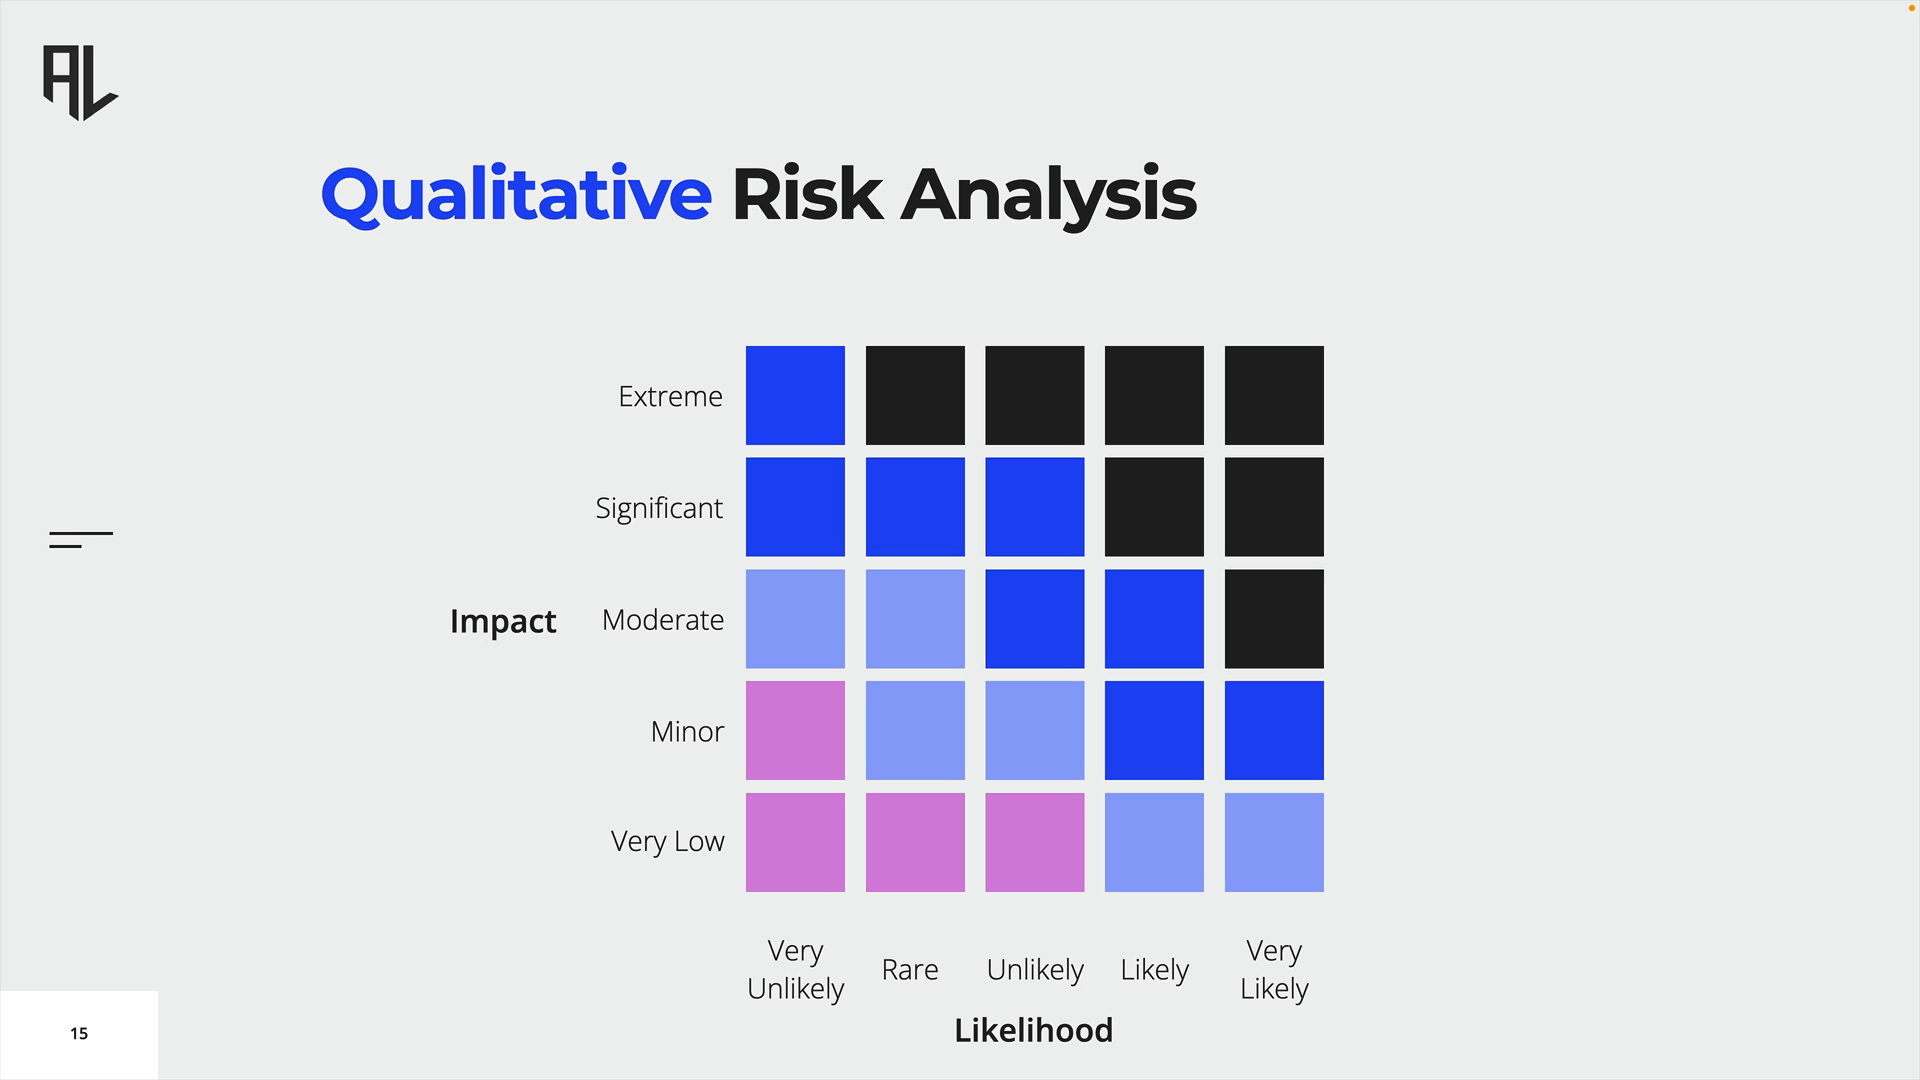 AL
Qualitative Risk Analysis
Extreme
Significant
Impact
Moderate
Minor
Very Low
Very
Unlikely
Rare
Unlikely
Likely
Very
Likely
Likelihood
15